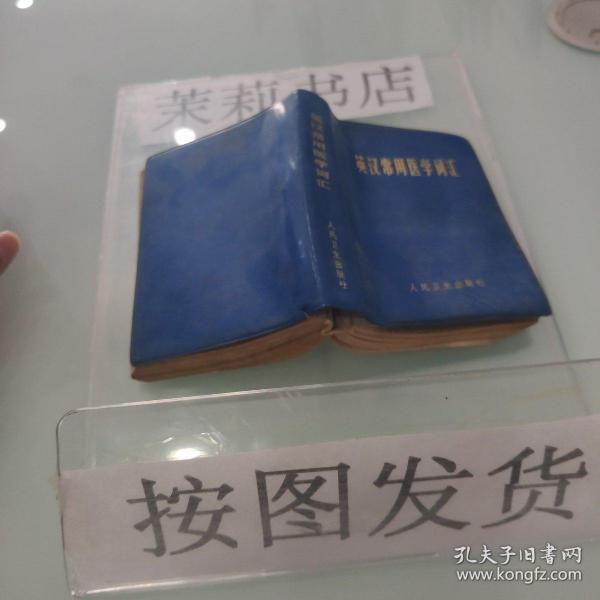 茉莉书店
英汉常用医学词汇
人民卫生出版社
英汉常用医学词汇
人民卫生出版社
按图发货
孔夫子旧書网
www.kongfz.com